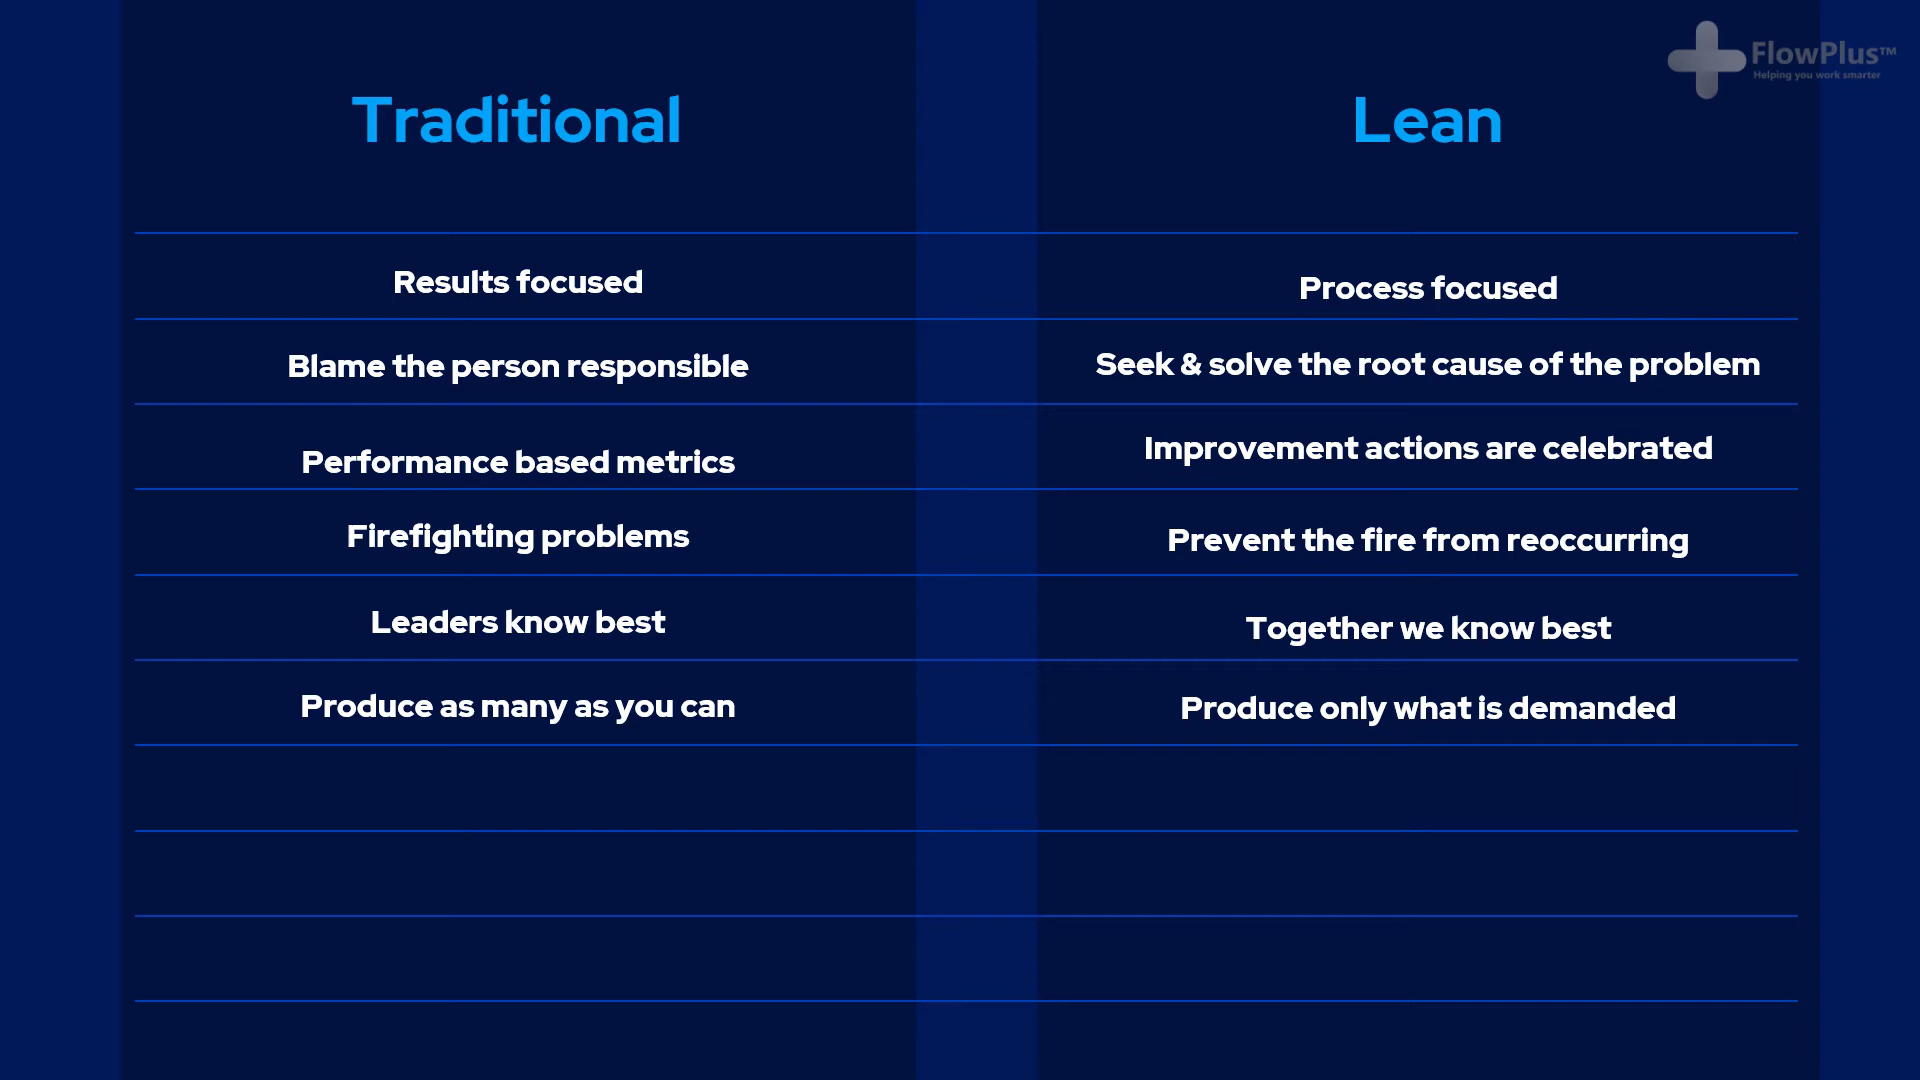 FlowPlus™
Helping you work smarter
Traditional
Lean
Results focused
Process focused
Blame the person responsible
Seek & solve the root cause of the problem
Performance based metrics
Improvement actions are celebrated
Firefighting problems
Prevent the fire from reoccurring
Leaders know best
Together we know best
Produce as many as you can
Produce only what is demanded